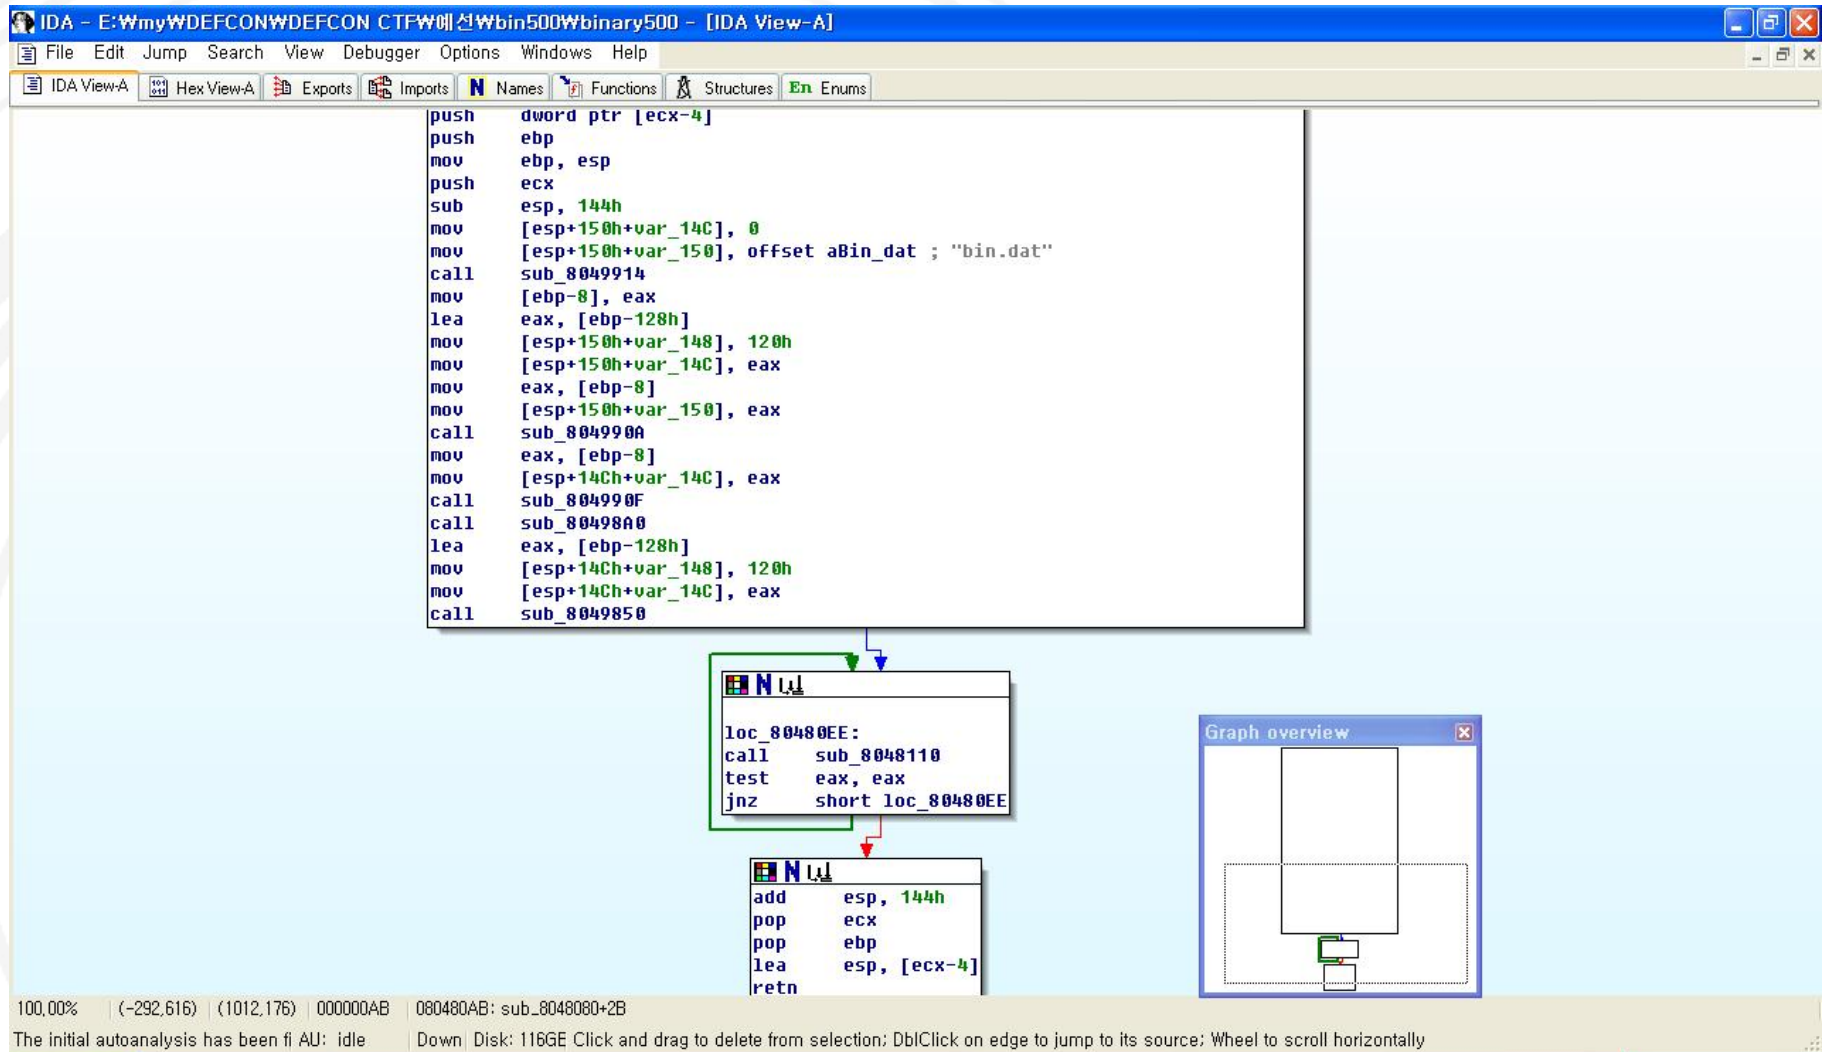 IDA - E:₩my₩DEFCON₩DEFCON CTF₩예선₩bin500₩binary500 - [IDA View-A]
File Edit Jump Search View Debugger Options Windows Help
IDA View-A Hex View-A Exports Imports N Names Functions Structures En Enums
push dword ptr [ecx-4]
push ebp
mov ebp, esp
push ecx
sub esp, 144h
mov [esp+150h+var_14C], 0
mov [esp+150h+var_150], offset aBin_dat ; "bin.dat"
call sub_8049914
mov [ebp-8], eax
lea eax, [ebp-128h]
mov [esp+150h+var_148], 120h
mov [esp+150h+var_14C], eax
mov eax, [ebp-8]
mov [esp+150h+var_150], eax
call sub_804990A
mov eax, [ebp-8]
mov [esp+14Ch+var_14C], eax
call sub_804990F
call sub_80498A0
lea eax, [ebp-128h]
mov [esp+14Ch+var_148], 120h
mov [esp+14Ch+var_14C], eax
call sub_8049850
N
loc_80480EE:
call sub_8048110
test eax, eax
jnz short loc_80480EE
Graph overview
N
add esp, 144h
pop ecx
pop ebp
lea esp, [ecx-4]
retn
100,00% (-292,616) (1012,176) 000000AB 080480AB: sub_8048080+2B
The initial autoanalysis has been fi AU: idle Down Disk: 116GE Click and drag to delete from selection; DblClick on edge to jump to its source; Wheel to scroll horizontally